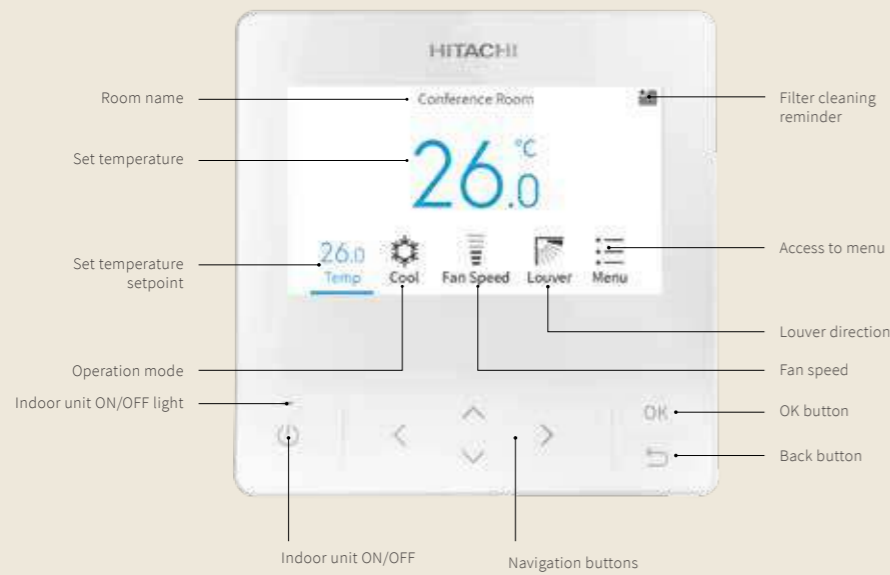 HITACHI
Room name
Conference Room
Filter cleaning
reminder
Set temperature
26.0 °C
Set temperature
setpoint
26.0
Temp
Cool
Fan Speed
Louver
Menu
Access to menu
Louver direction
Operation mode
Fan speed
Indoor unit ON/OFF light
OK
OK button
Back button
Indoor unit ON/OFF
Navigation buttons